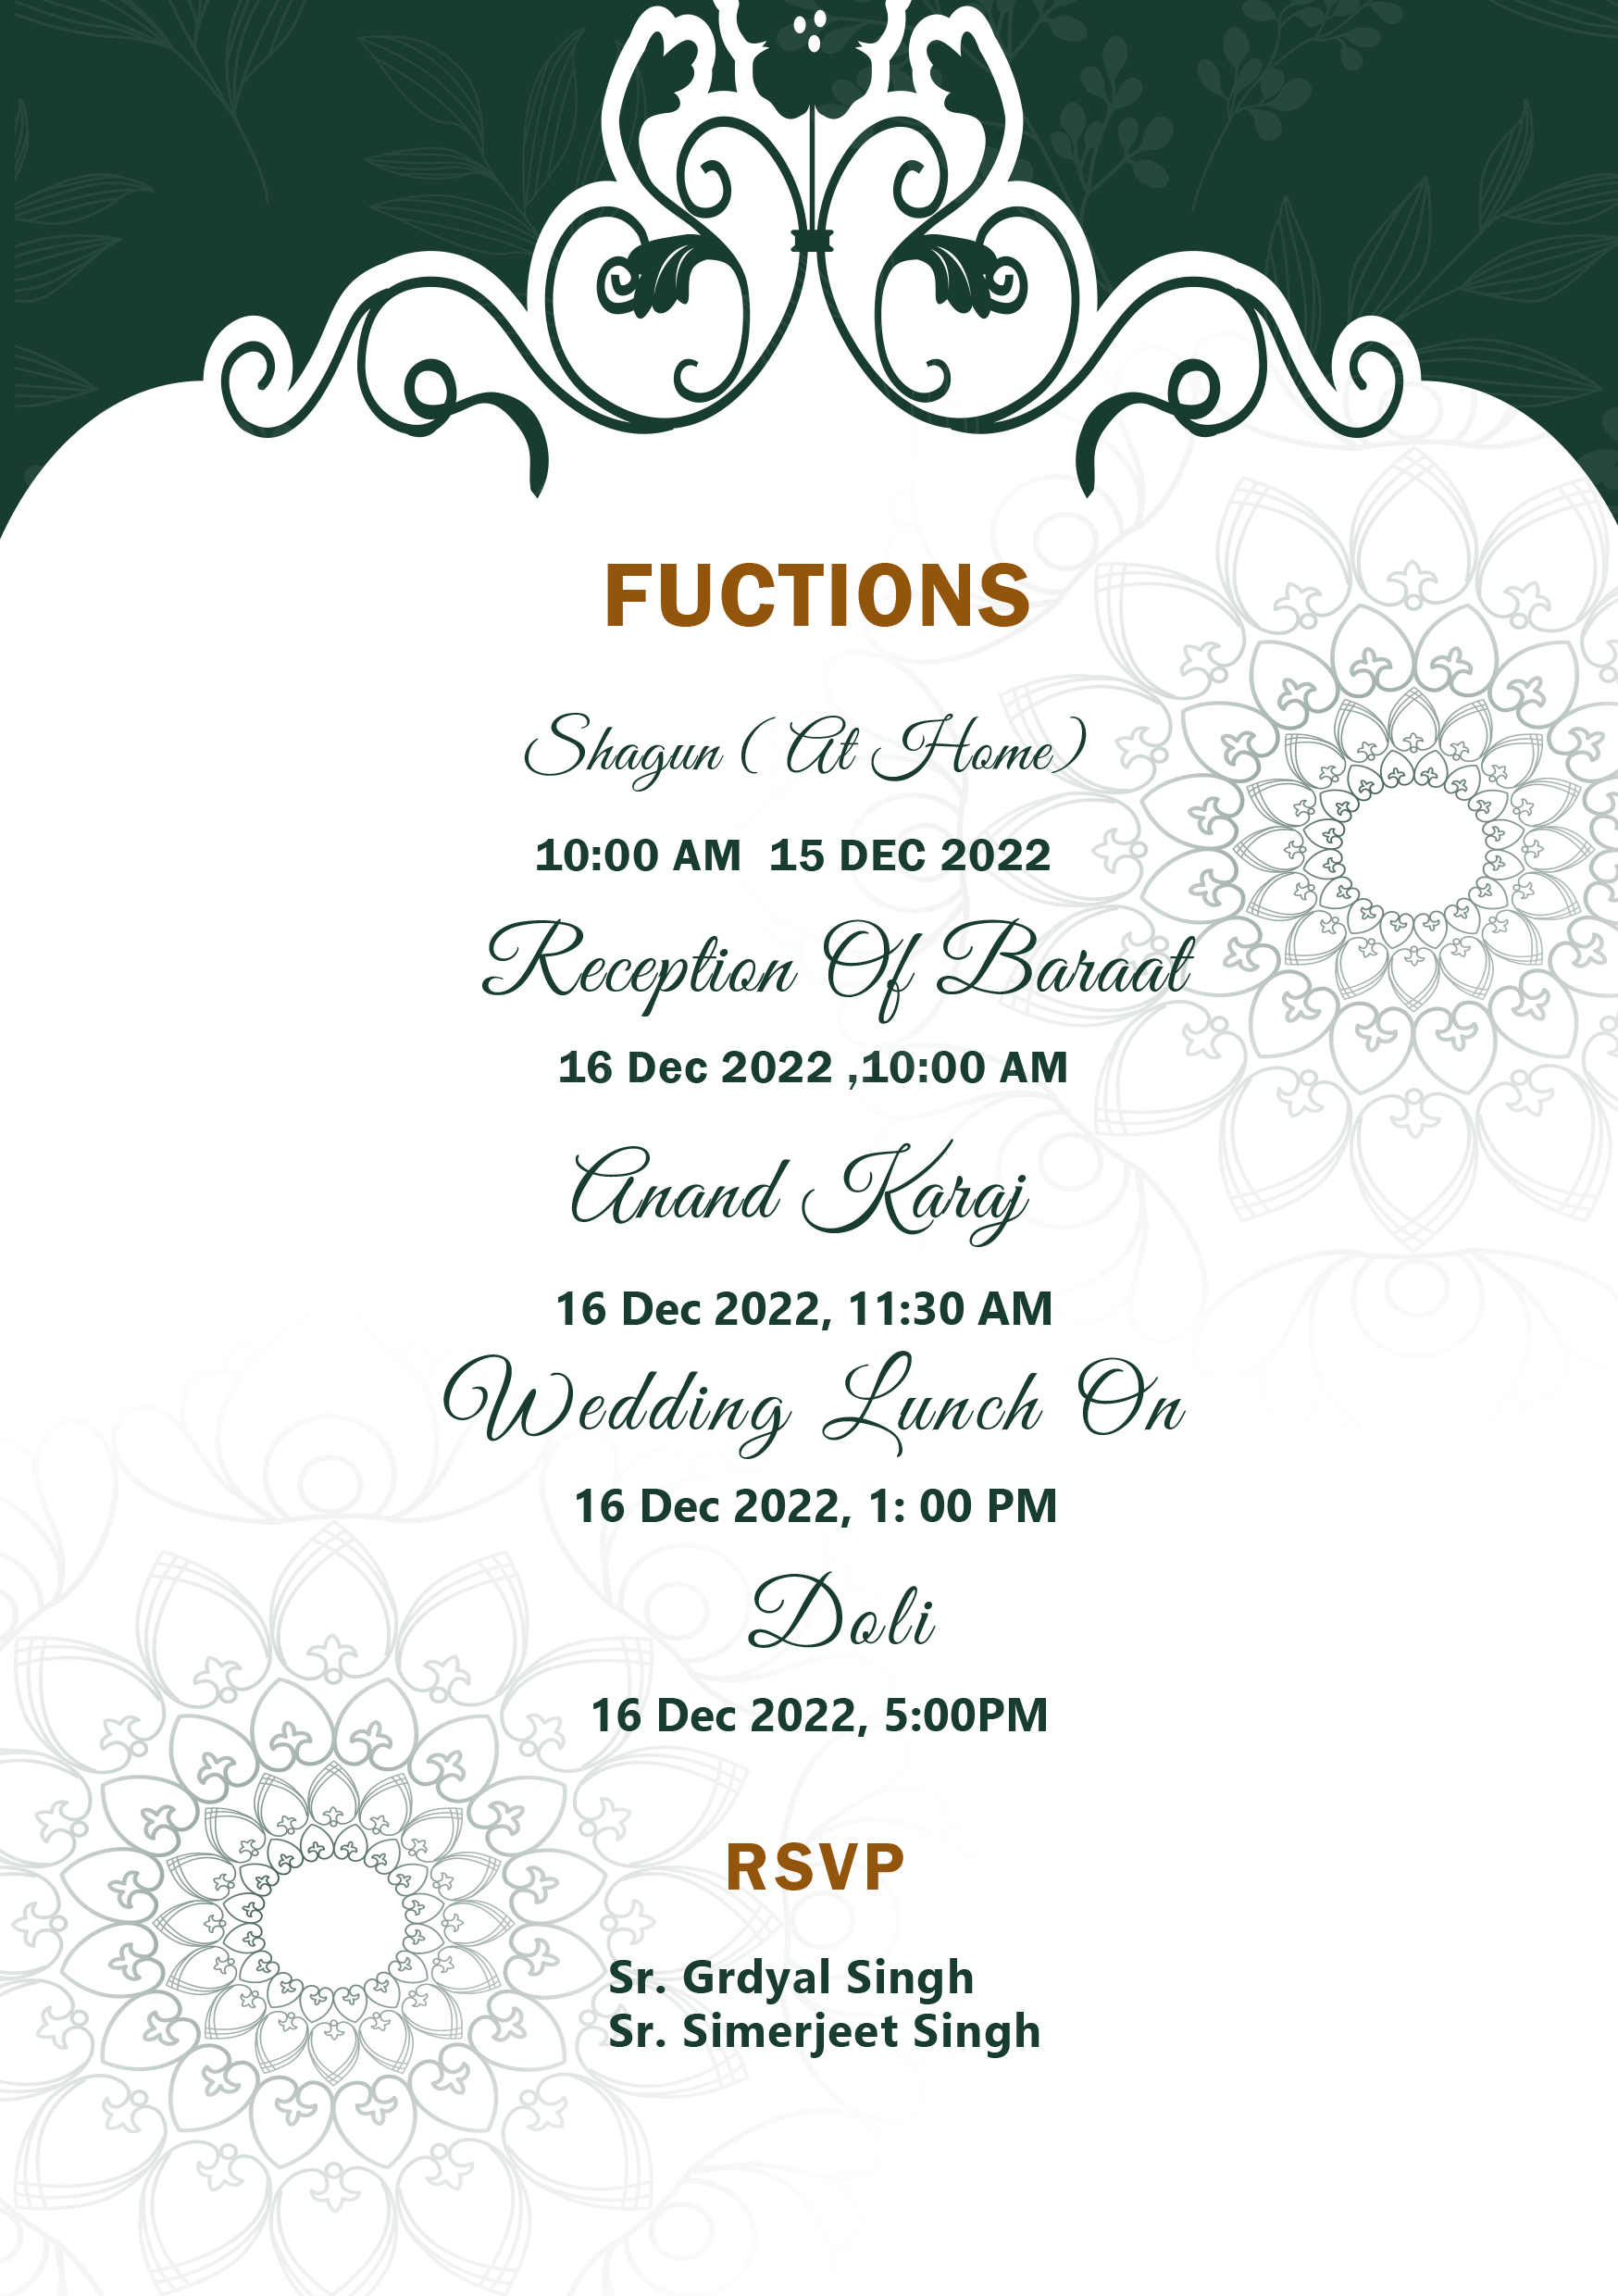 FUCTIONS
Shagun ( At Home)
10:00 AM 15 DEC 2022
Reception Of Baraat
16 Dec 2022 ,10:00 AM
Anand Karaj
16 Dec 2022, 11:30 AM
Wedding Lunch On
16 Dec 2022, 1: 00 PM
Doli
16 Dec 2022, 5:00PM
RSVP
Sr. Grdyal Singh
Sr. Simerjeet Singh